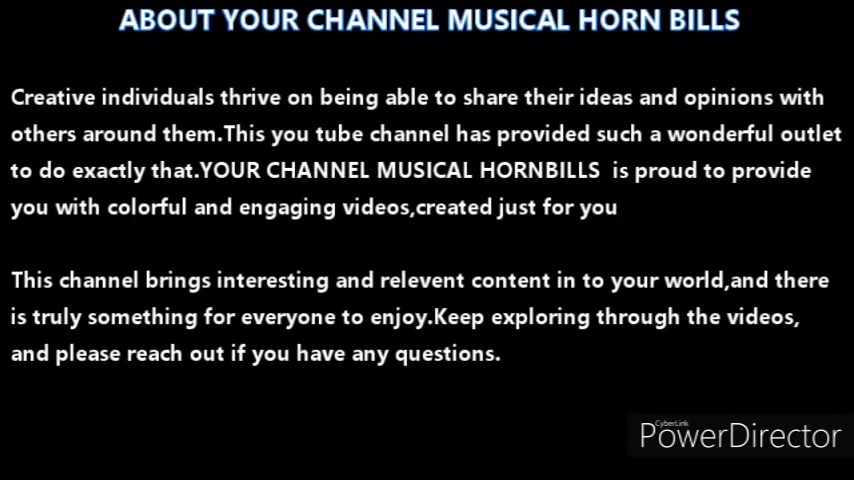 ABOUT YOUR CHANNEL MUSICAL HORN BILLS
Creative individuals thrive on being able to share their ideas and opinions with
others around them.This you tube channel has provided such a wonderful outlet
to do exactly that.YOUR CHANNEL MUSICAL HORNBILLS is proud to provide
you with colorful and engaging videos,created just for you
This channel brings interesting and relevent content in to your world,and there
is truly something for everyone to enjoy.Keep exploring through the videos,
and please reach out if you have any questions.
CyberLink
PowerDirector